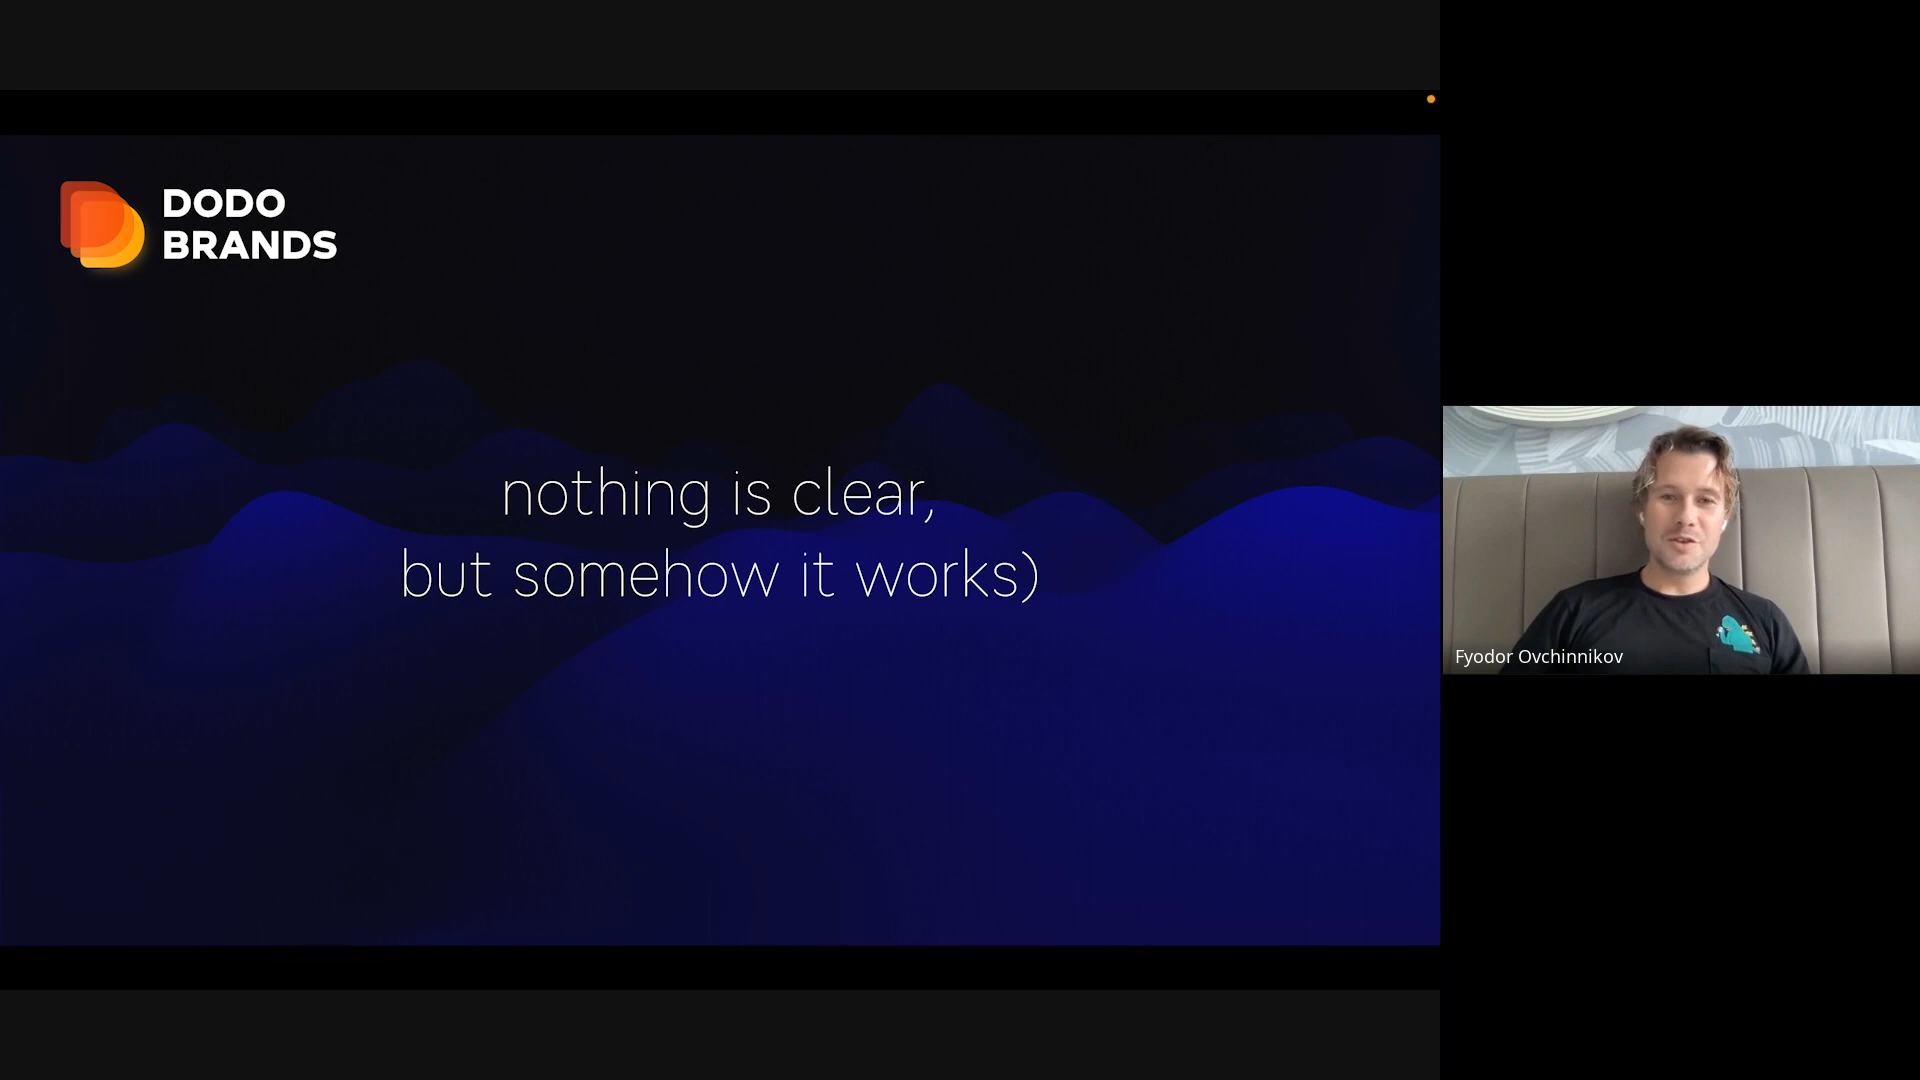 DODO
BRANDS
nothing is clear,
but somehow it works)
Fyodor Ovchinnikov